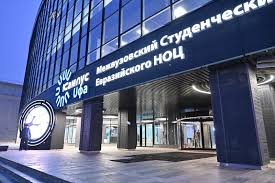 Кампус
Уфа
Межвузовский Студенческий
Евразийского НОЦ